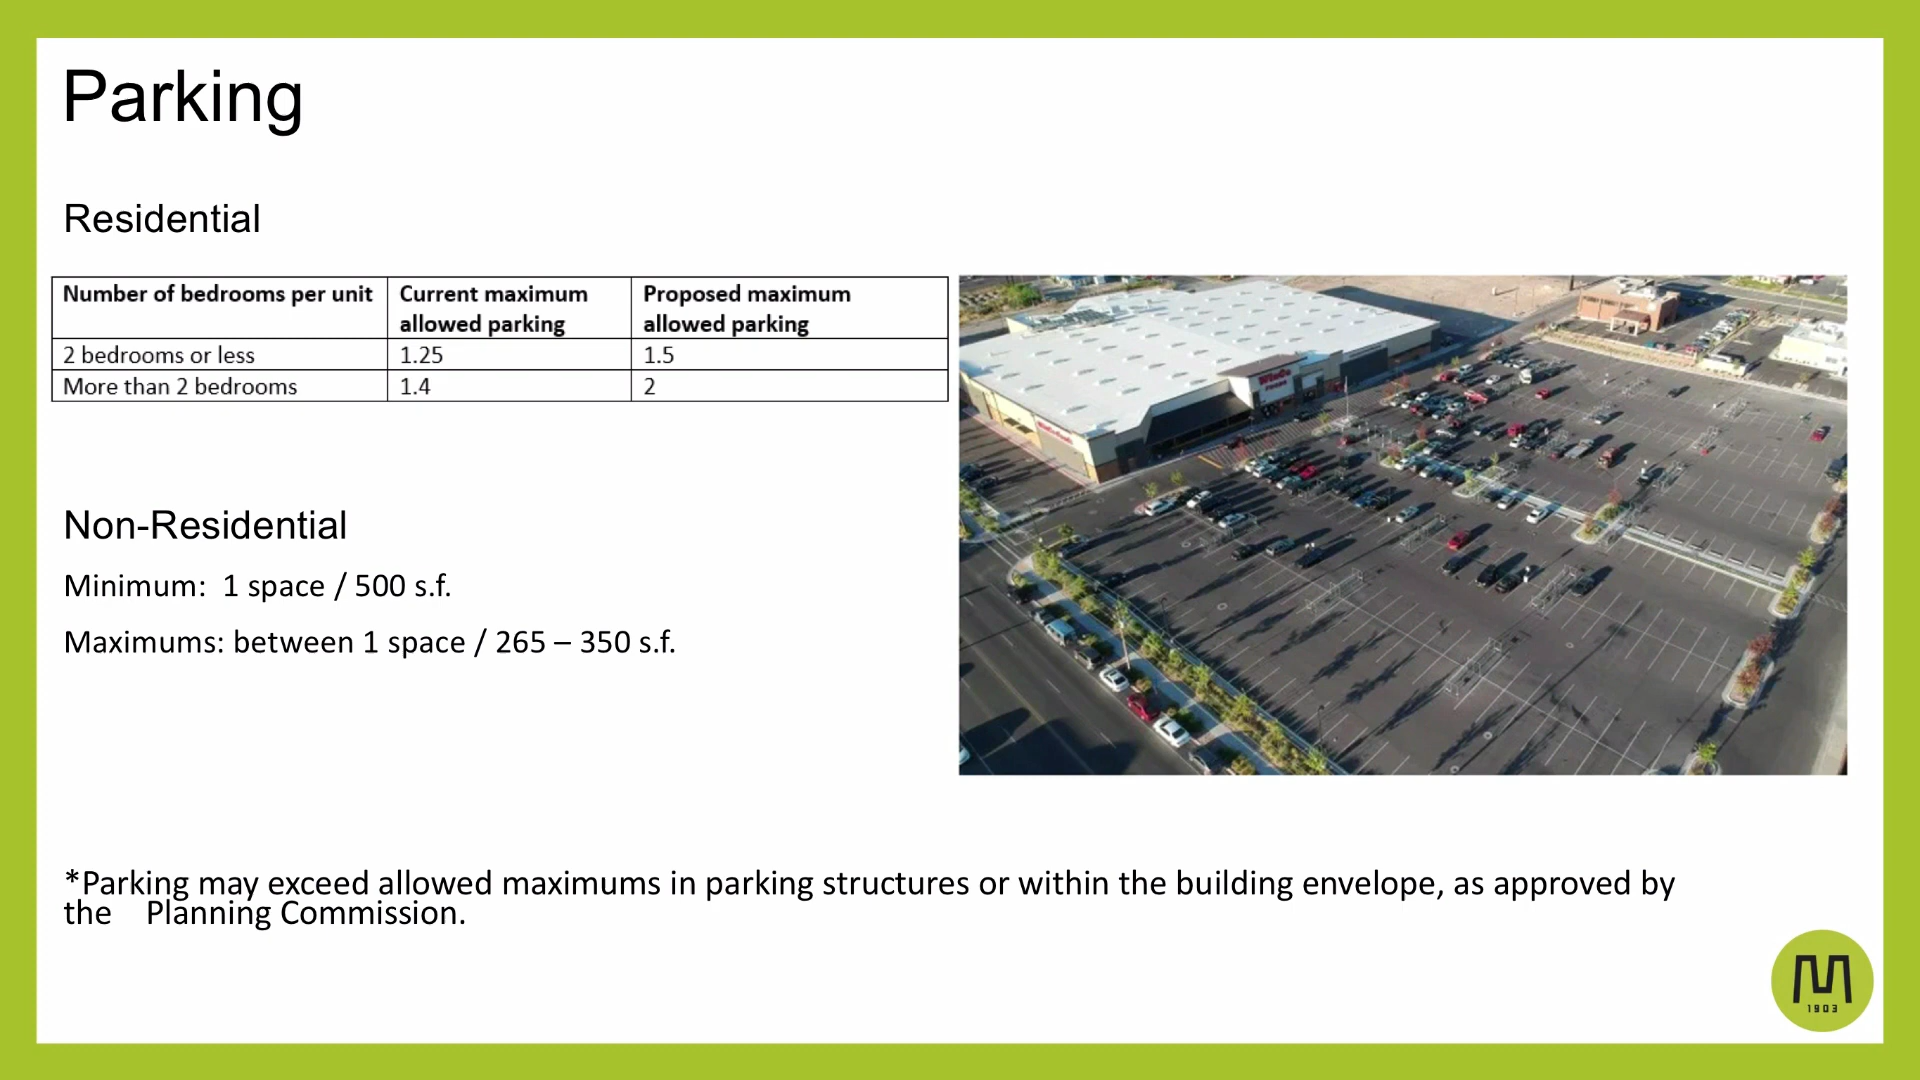 Parking
Residential
Number of bedrooms per unit
Current maximum
allowed parking
Proposed maximum
allowed parking
2 bedrooms or less 1.25 1.5
More than 2 bedrooms 1.4 2
WinCo
FOODS
Non-Residential
Minimum:  1 space / 500 s.f.
Maximums: between 1 space / 265 – 350 s.f.
*Parking may exceed allowed maximums in parking structures or within the building envelope, as approved by
the    Planning Commission.
M
1903